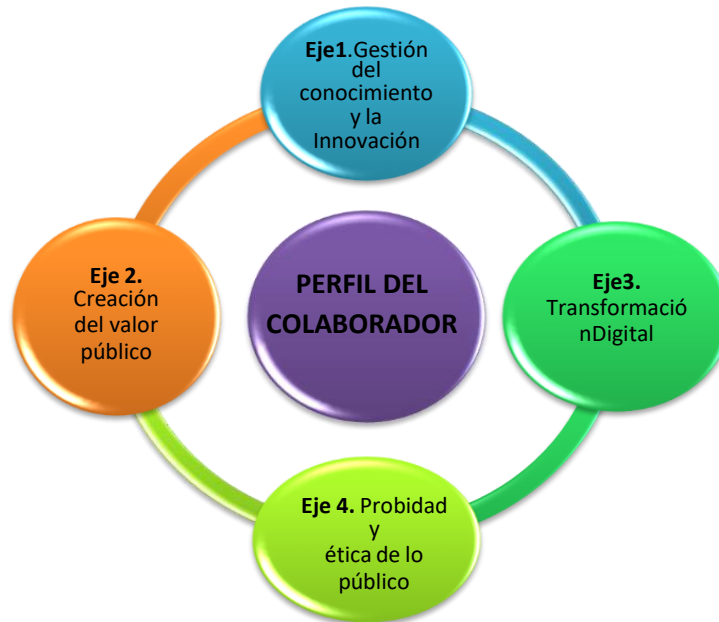 Eje1.Gestión
del
conocimiento
y la
Innovación
Eje 2.
Creación
del valor
público
PERFIL DEL
COLABORADOR
Eje3.
Transformació
nDigital
Eje 4. Probidad
y
ética de lo
público